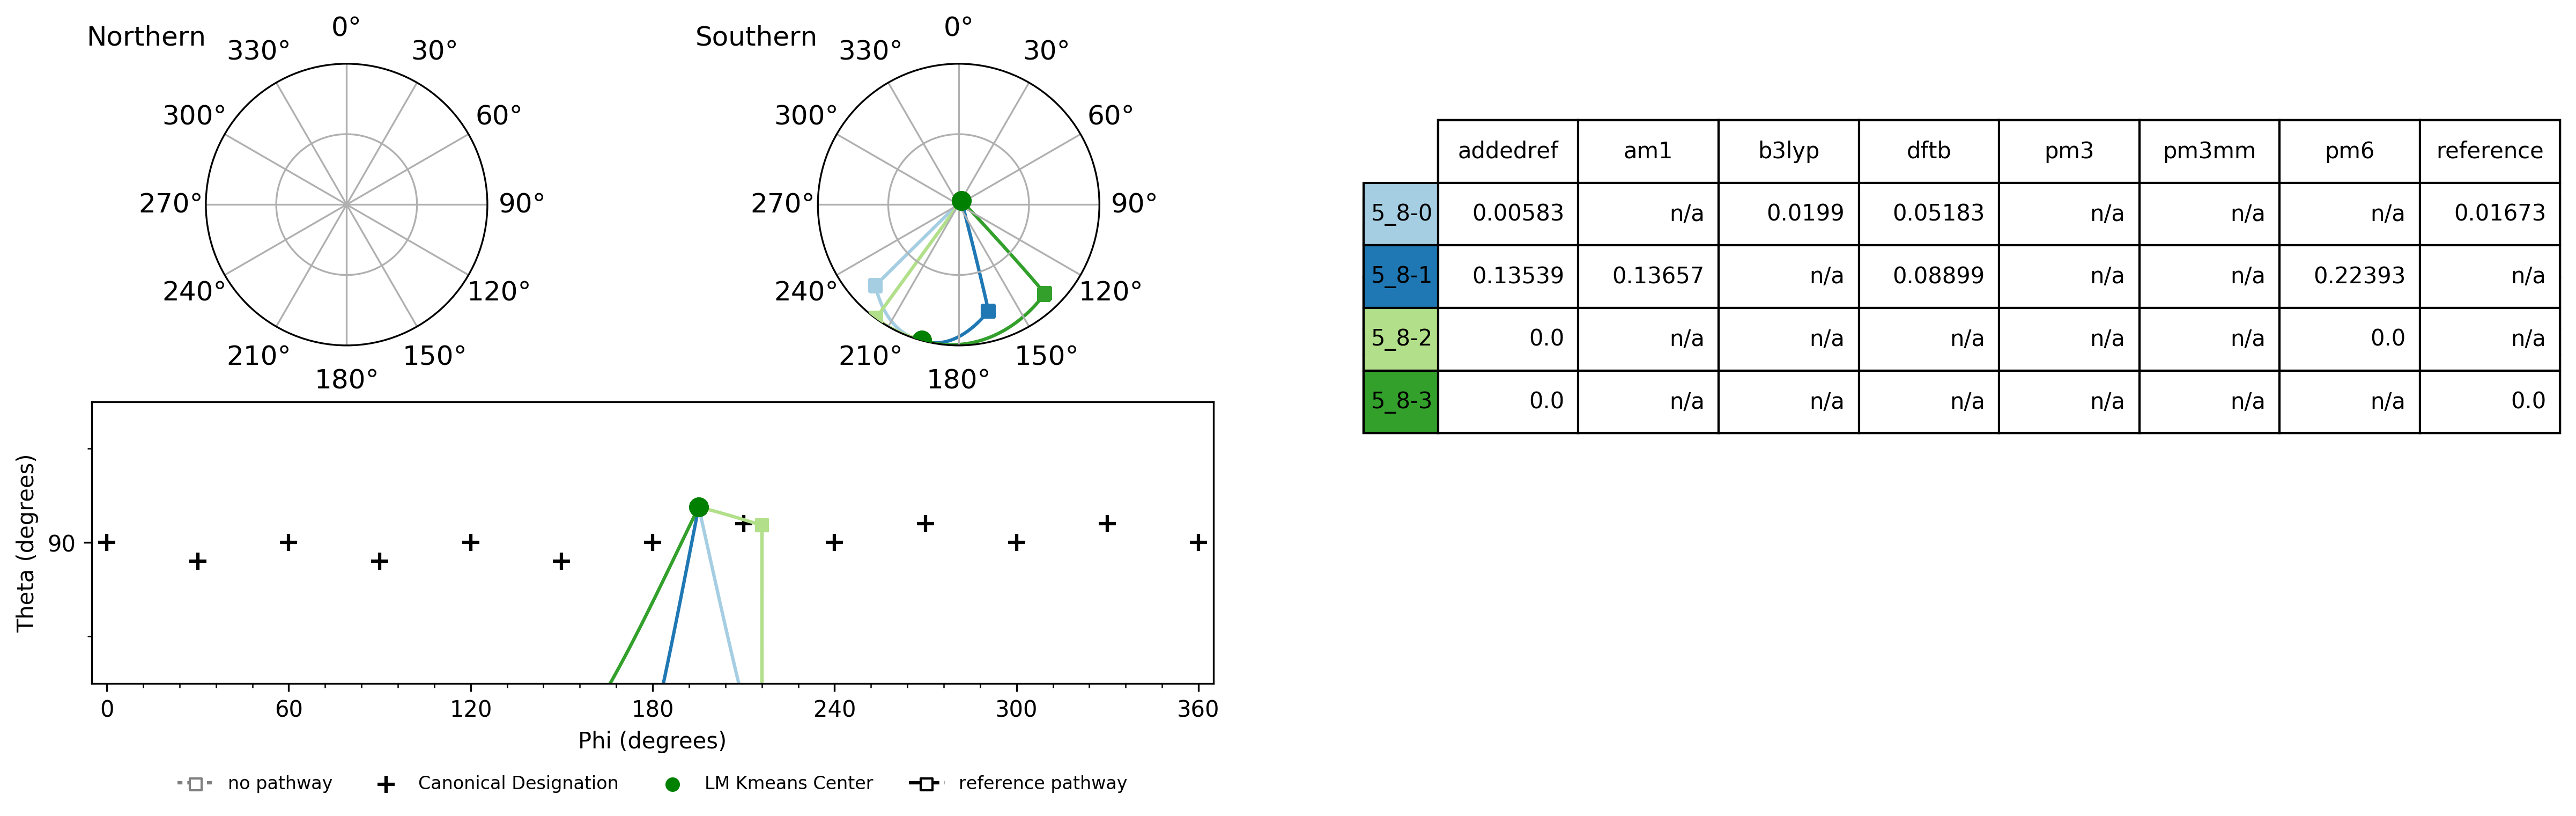 Northern
0°
30°
60°
90°
120°
150°
180°
210°
240°
270°
300°
330°
Southern
0°
30°
60°
90°
120°
150°
180°
210°
240°
270°
300°
330°
Theta (degrees)
90
0 60 120 180 240 300 360
Phi (degrees)
no pathway Canonical Designation LM Kmeans Center reference pathway
addedref am1 b3lyp dftb pm3 pm3mm pm6 reference
5_8-0 0.00583 n/a 0.0199 0.05183 n/a n/a n/a 0.01673
5_8-1 0.13539 0.13657 n/a 0.08899 n/a n/a 0.22393 n/a
5_8-2 0.0 n/a n/a n/a n/a n/a 0.0 n/a
5_8-3 0.0 n/a n/a n/a n/a n/a n/a 0.0